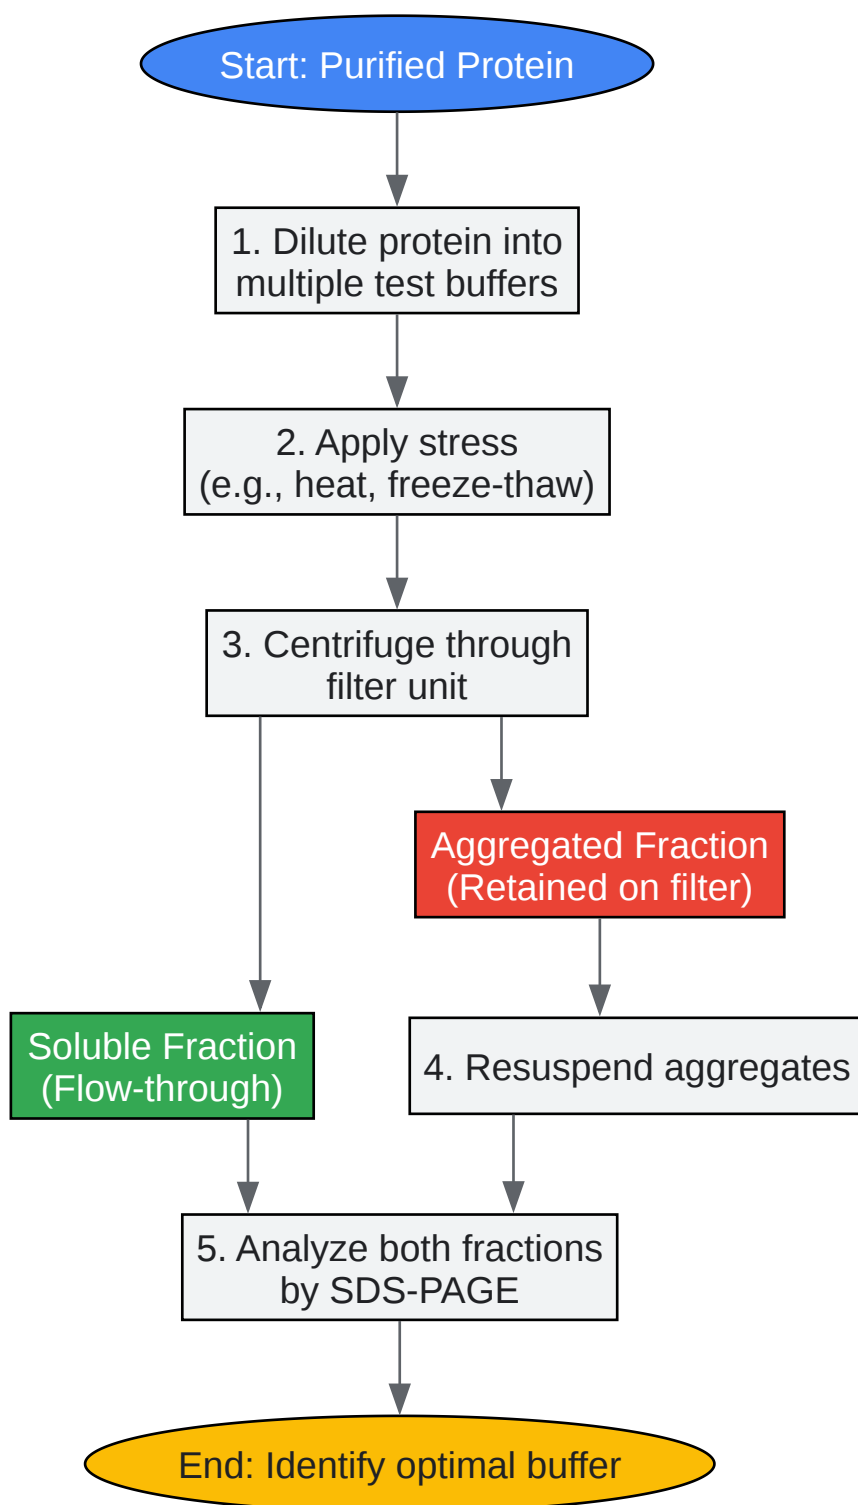 Start: Purified Protein
1. Dilute protein into
multiple test buffers
2. Apply stress
(e.g., heat, freeze-thaw)
3. Centrifuge through
filter unit
Aggregated Fraction
(Retained on filter)
Soluble Fraction
(Flow-through)
4. Resuspend aggregates
5. Analyze both fractions
by SDS-PAGE
End: Identify optimal buffer